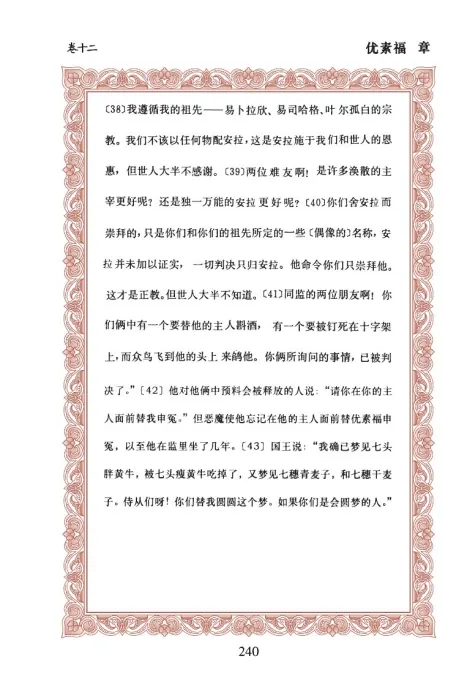 卷十二
优素福 章
〔38〕我遵循我的祖先——易卜拉欣、易司哈格、叶尔孤白的宗
教。我们不该以任何物配安拉，这是安拉施于我们和世人的恩
惠，但世人大半不感谢。〔39〕两位难友啊！是许多涣散的主
宰更好呢？还是独一万能的安拉更好呢？〔40〕你们舍安拉而
崇拜的，只是你们和你们的祖先所定的一些〔偶像的〕名称，安
拉并未加以证实，一切判决只归安拉。他命令你们只崇拜他。
这才是正教。但世人大半不知道。〔41〕同监的两位朋友啊！你
们俩中有一个要替他的主人斟酒，有一个要被钉死在十字架
上，而众鸟飞到他的头上来鸽他。你俩所询问的事情，已被判
决了。”〔42〕他对他俩中预料会被释放的人说：“请你在你的主
人面前替我申冤。”但恶魔使他忘记在他的主人面前替优素福申
冤，以至他在监里坐了几年。〔43〕国王说：“我确已梦见七头
胖黄牛，被七头瘦黄牛吃掉了，又梦见七穗青麦子，和七穗干麦
子。侍从们呀！你们替我圆圆这个梦。如果你们是会圆梦的人。”
240